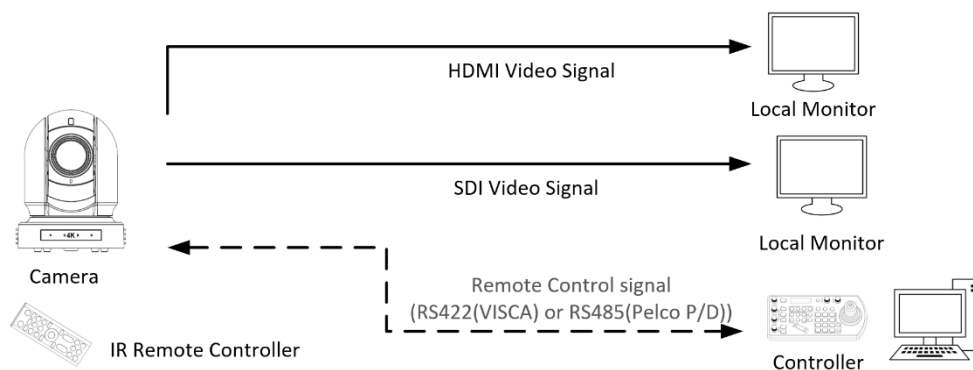 HDMI Video Signal
Local Monitor
SDI Video Signal
Local Monitor
4K
Camera
Remote Control signal
(RS422(VISCA) or RS485(Pelco P/D))
IR Remote Controller
Controller